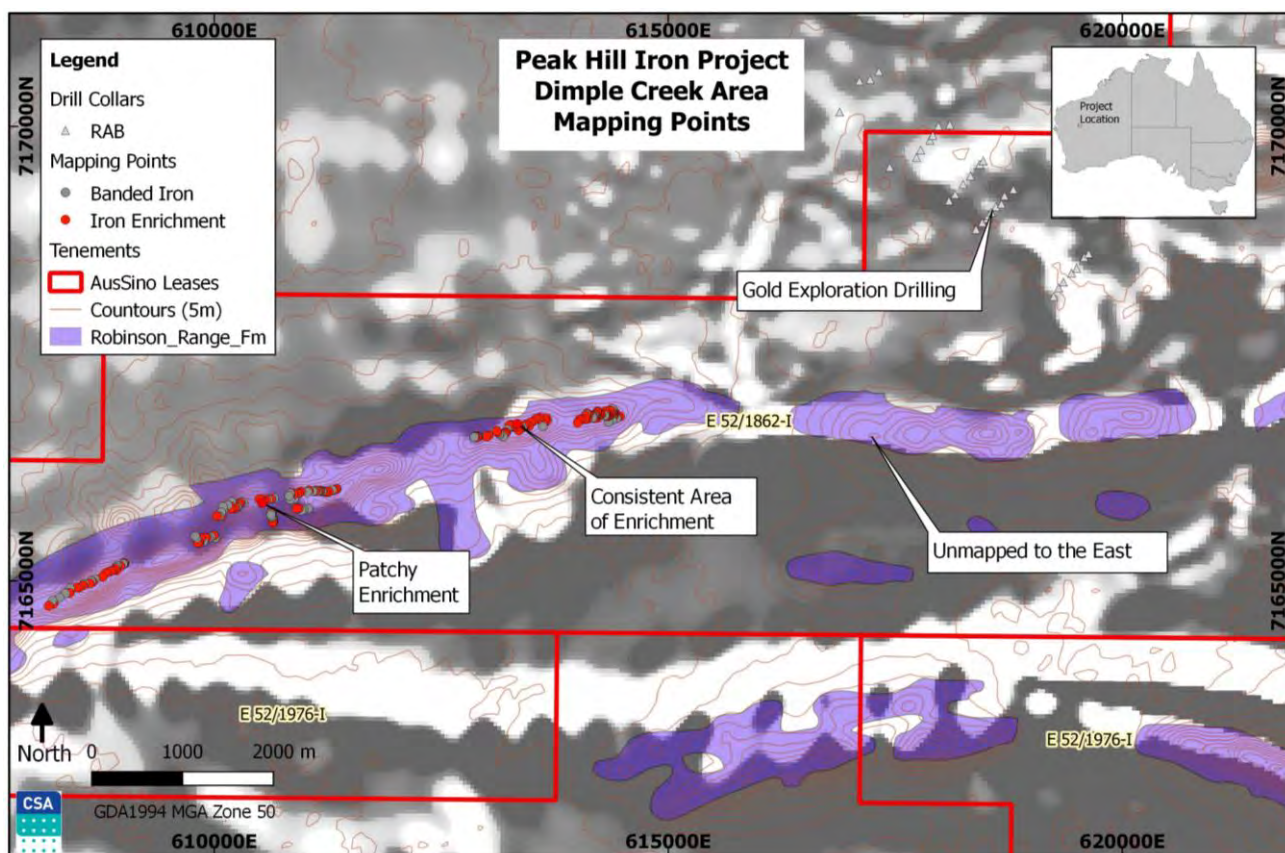 610000E
615000E
620000E
Peak Hill Iron Project
Dimple Creek Area
Mapping Points
Legend
Drill Collars
RAB
Mapping Points
Banded Iron
Iron Enrichment
Tenements
AusSino Leases
Countours (5m)
Robinson_Range_Fm
Project
Location
7170000N
7170000N
Gold Exploration Drilling
E 52/1862-I
Consistent Area
of Enrichment
Unmapped to the East
Patchy
Enrichment
7165000N
7165000N
E 52/1976-I
E 52/1976-I
North
0 1000 2000 m
GDA1994 MGA Zone 50
CSA
610000E
615000E
620000E